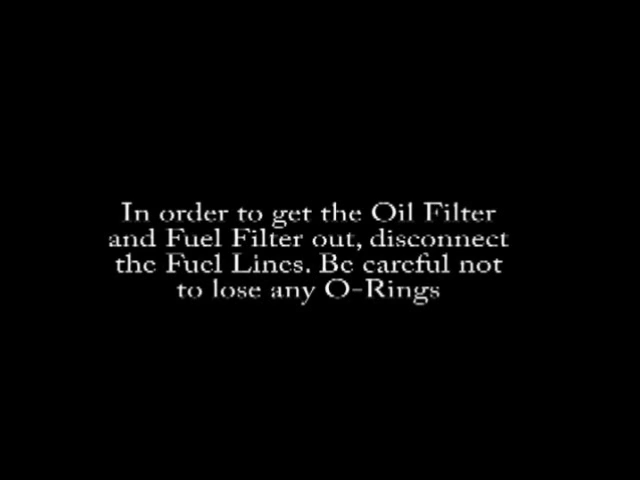 In order to get the Oil Filter
and Fuel Filter out, disconnect
the Fuel Lines. Be careful not
to lose any O-Rings